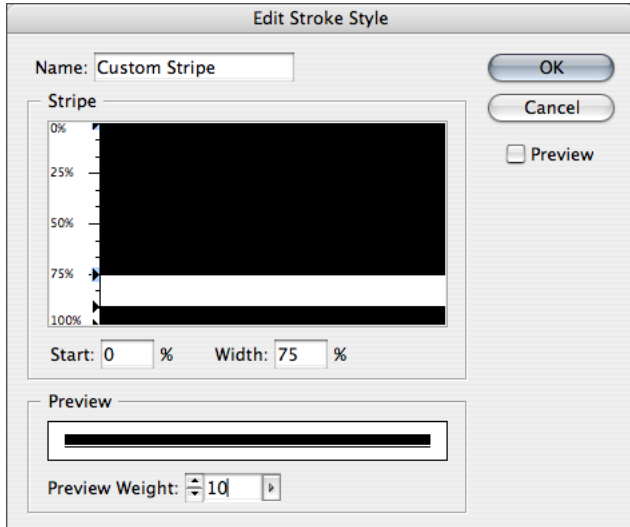 Edit Stroke Style
Name: Custom Stripe
OK
Cancel
Preview
Stripe
0%
25%
50%
75%
100%
Start: 0 % Width: 75 %
Preview
Preview Weight: 10